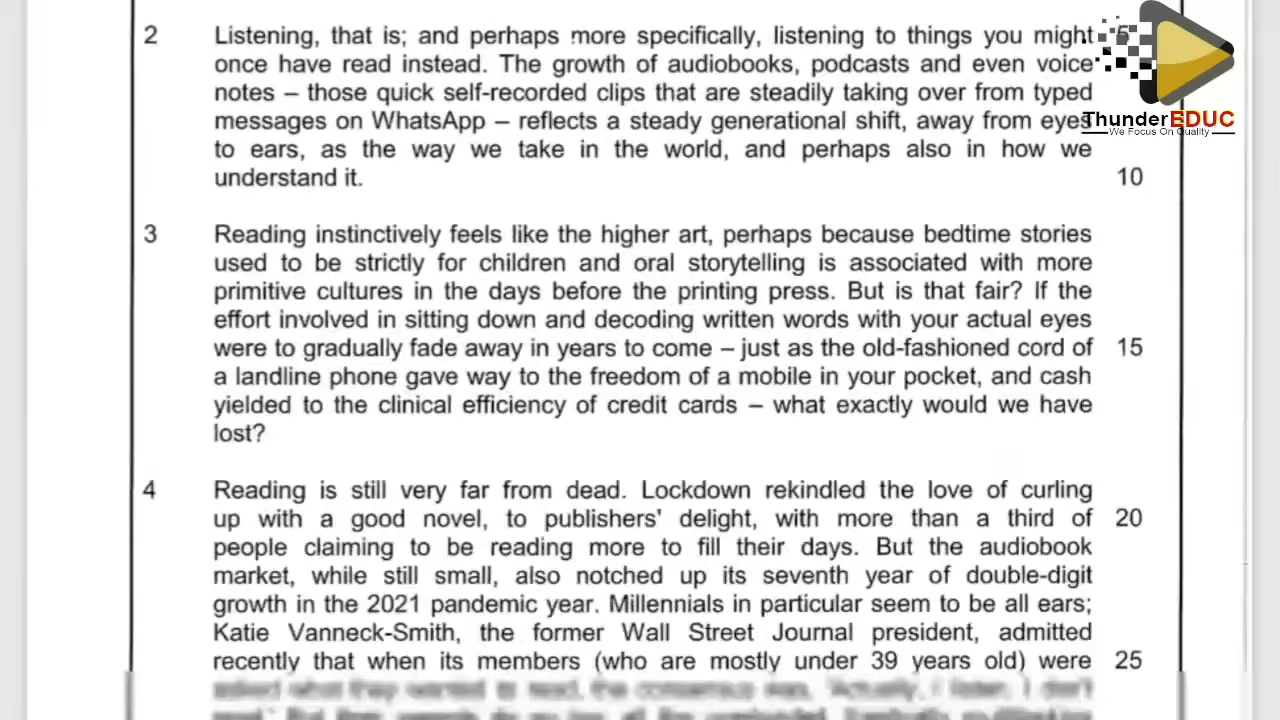 2 Listening, that is; and perhaps more specifically, listening to things you might 5
once have read instead. The growth of audiobooks, podcasts and even voice
notes – those quick self-recorded clips that are steadily taking over from typed
messages on WhatsApp – reflects a steady generational shift, away from eyes
to ears, as the way we take in the world, and perhaps also in how we
understand it. 10
ThunderEDUC
We Focus On Quality
3 Reading instinctively feels like the higher art, perhaps because bedtime stories
used to be strictly for children and oral storytelling is associated with more
primitive cultures in the days before the printing press. But is that fair? If the
effort involved in sitting down and decoding written words with your actual eyes
were to gradually fade away in years to come – just as the old-fashioned cord of 15
a landline phone gave way to the freedom of a mobile in your pocket, and cash
yielded to the clinical efficiency of credit cards – what exactly would we have
lost?
4 Reading is still very far from dead. Lockdown rekindled the love of curling
up with a good novel, to publishers' delight, with more than a third of 20
people claiming to be reading more to fill their days. But the audiobook
market, while still small, also notched up its seventh year of double-digit
growth in the 2021 pandemic year. Millennials in particular seem to be all ears;
Katie Vanneck-Smith, the former Wall Street Journal president, admitted
recently that when its members (who are mostly under 39 years old) were 25
asked what they wanted to read, the consensus was, 'Actually, I listen, I don't